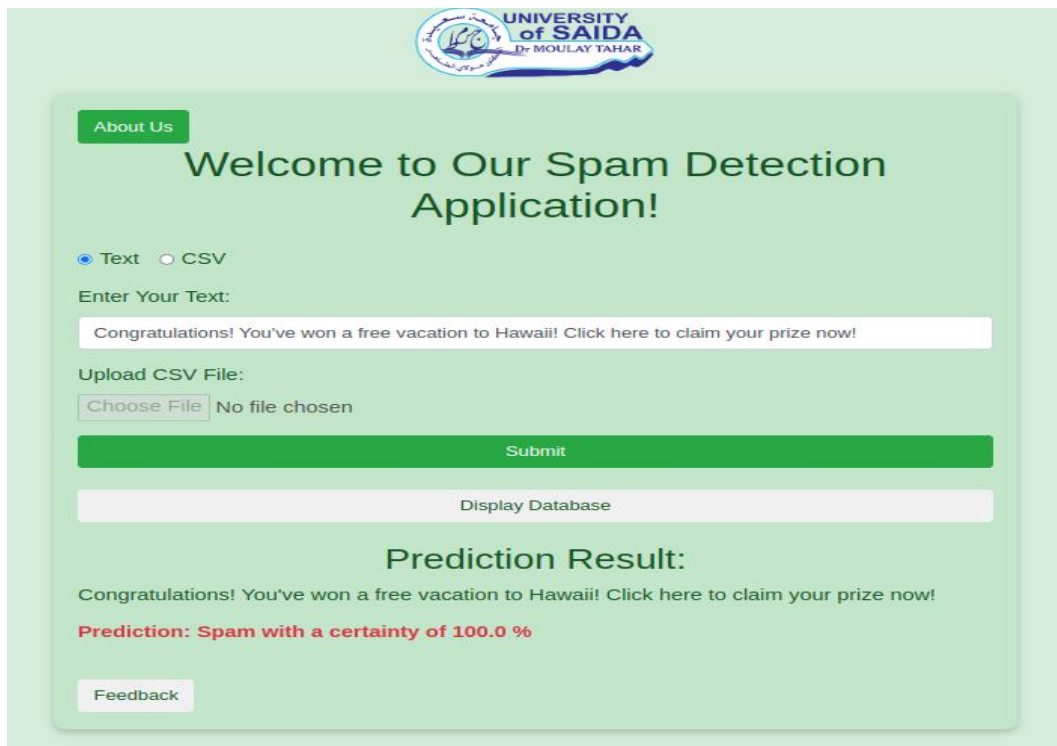 UNIVERSITY
of SAIDA
Dr MOULAY TAHAR
جامعة سعيدة
About Us
Welcome to Our Spam Detection
Application!
Text CSV
Enter Your Text:
Congratulations! You've won a free vacation to Hawaii! Click here to claim your prize now!
Upload CSV File:
Choose File No file chosen
Submit
Display Database
Prediction Result:
Congratulations! You've won a free vacation to Hawaii! Click here to claim your prize now!
Prediction: Spam with a certainty of 100.0 %
Feedback